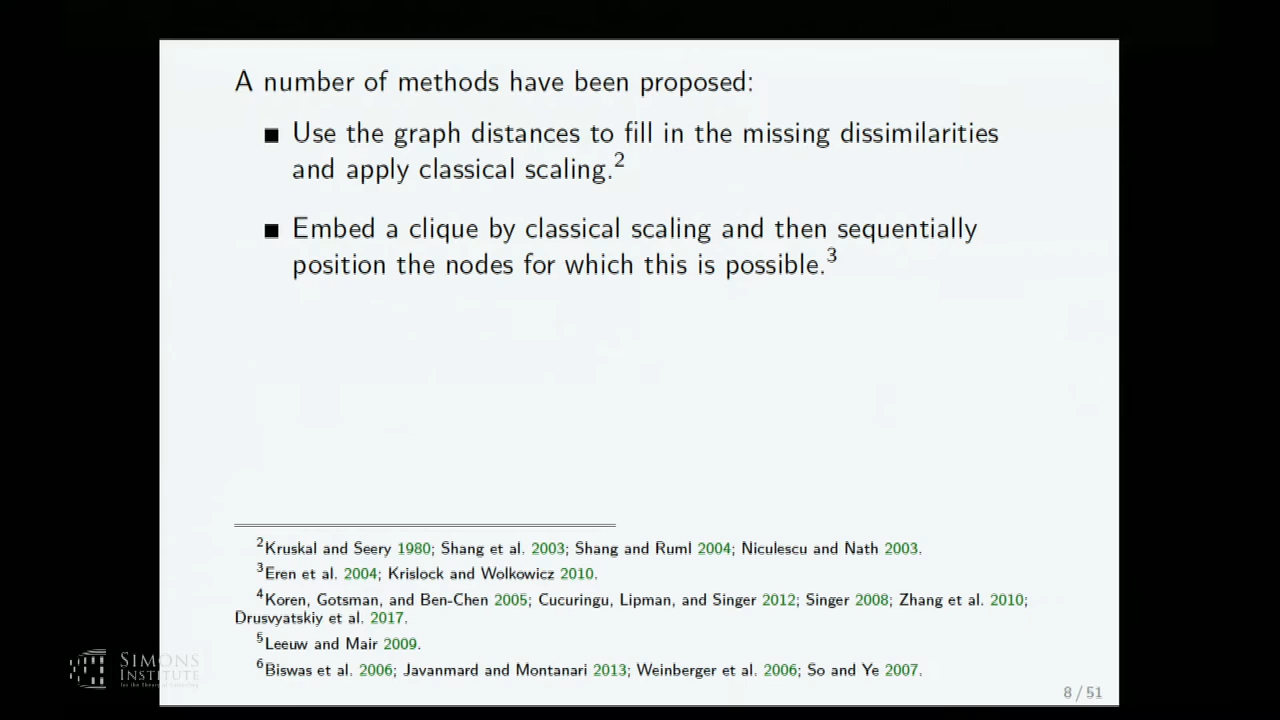 A number of methods have been proposed:
■ Use the graph distances to fill in the missing dissimilarities
and apply classical scaling.²
■ Embed a clique by classical scaling and then sequentially
position the nodes for which this is possible.³
²Kruskal and Seery 1980; Shang et al. 2003; Shang and Ruml 2004; Niculescu and Nath 2003.
³Eren et al. 2004; Krislock and Wolkowicz 2010.
⁴Koren, Gotsman, and Ben-Chen 2005; Cucuringu, Lipman, and Singer 2012; Singer 2008; Zhang et al. 2010;
Drusvyatskiy et al. 2017.
⁵Leeuw and Mair 2009.
⁶Biswas et al. 2006; Javanmard and Montanari 2013; Weinberger et al. 2006; So and Ye 2007.
8 / 51
SIMONS
INSTITUTE
for the Theory of Computing